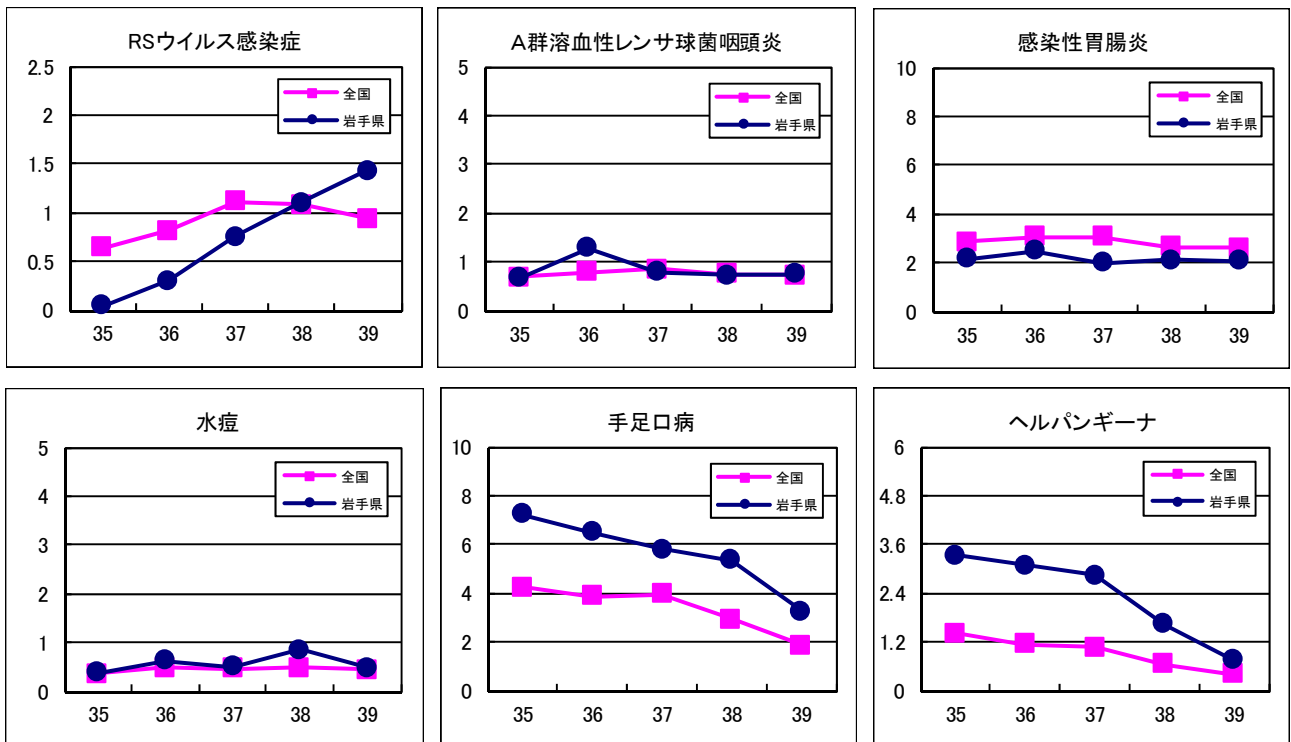 RSウイルス感染症
2.5
2
1.5
1
0.5
0
全国
岩手県
35 36 37 38 39
A群溶血性レンサ球菌咽頭炎
5
4
3
2
1
0
全国
岩手県
35 36 37 38 39
感染性胃腸炎
10
8
6
4
2
0
全国
岩手県
35 36 37 38 39
水痘
5
4
3
2
1
0
全国
岩手県
35 36 37 38 39
手足口病
10
8
6
4
2
0
全国
岩手県
35 36 37 38 39
ヘルパンギーナ
6
4.8
3.6
2.4
1.2
0
全国
岩手県
35 36 37 38 39